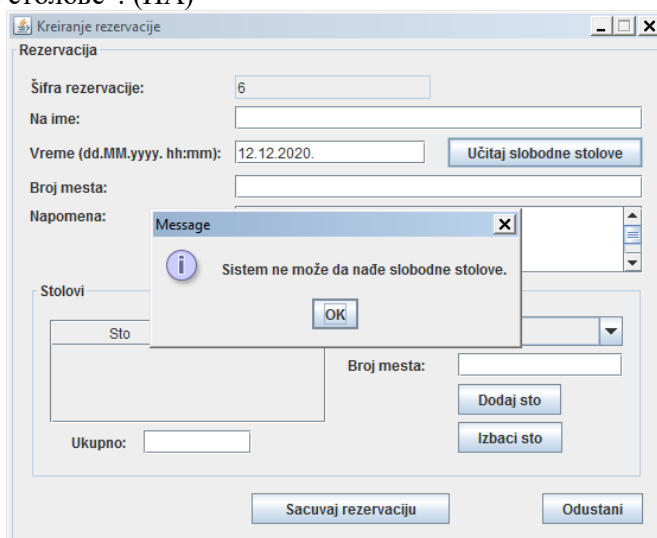 столове". (ИА)
Kreiranje rezervacije
Rezervacija
Šifra rezervacije: 6
Na ime:
Vreme (dd.MM.yyyy. hh:mm): 12.12.2020. Učitaj slobodne stolove
Broj mesta:
Napomena:
Message
Sistem ne može da nađe slobodne stolove.
OK
Stolovi
Sto
Broj mesta:
Dodaj sto
Ukupno: Izbaci sto
Sacuvaj rezervaciju Odustani